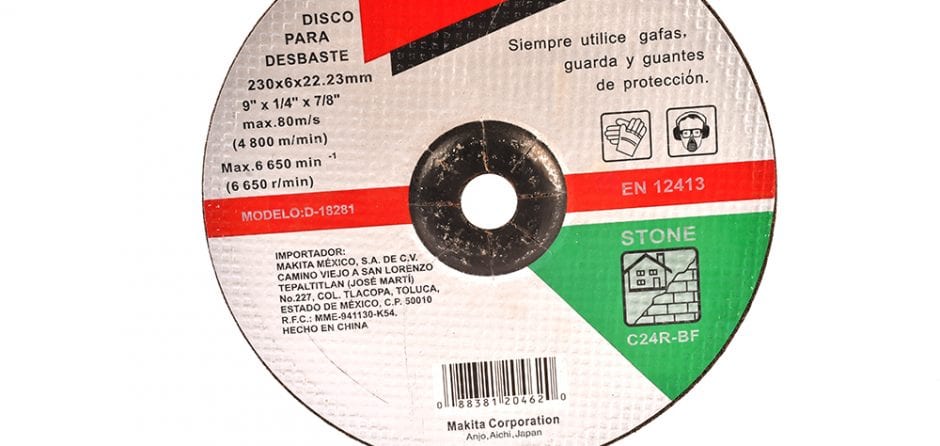 DISCO
PARA
DESBASTE
230x6x22.23mm
9" x 1/4" x 7/8"
max.80m/s
(4 800 m/min)
Max.6 650 min -1
(6 650 r/min)
Siempre utilice gafas,
guarda y guantes
de protección.
MODELO:D-18281
EN 12413
STONE
C24R-BF
IMPORTADOR:
MAKITA MÉXICO, S.A. DE C.V.
CAMINO VIEJO A SAN LORENZO
TEPALTITLAN (JOSÉ MARTÍ)
No.227, COL. TLACOPA, TOLUCA,
ESTADO DE MÉXICO, C.P. 50010
R.F.C.: MME-941130-K54.
HECHO EN CHINA
0 88381 20462 0
Makita Corporation
Anjo,Aichi,Japan